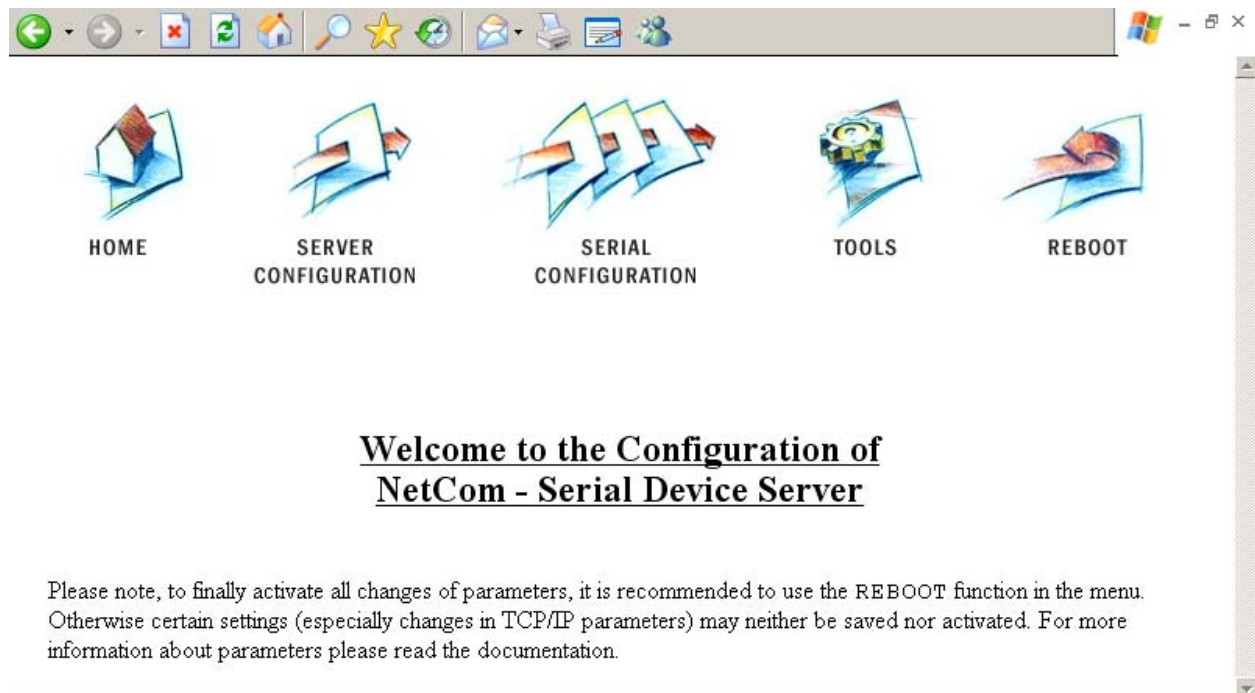 HOME
SERVER
CONFIGURATION
SERIAL
CONFIGURATION
TOOLS
REBOOT
Welcome to the Configuration of
NetCom - Serial Device Server
Please note, to finally activate all changes of parameters, it is recommended to use the REBOOT function in the menu.
Otherwise certain settings (especially changes in TCP/IP parameters) may neither be saved nor activated. For more
information about parameters please read the documentation.